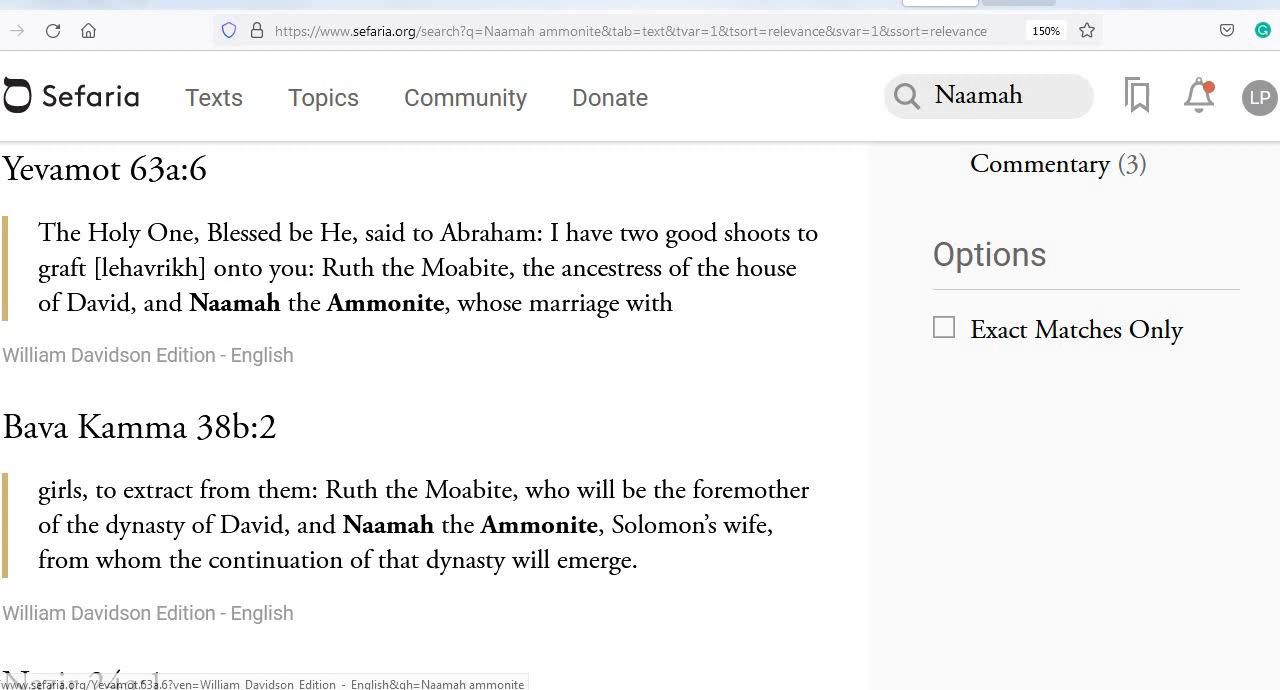 https://www.sefaria.org/search?q=Naamah ammonite&tab=text&tvar=1&tsort=relevance&svar=1&ssort=relevance 150%
Sefaria Texts Topics Community Donate Naamah LP
Yevamot 63a:6
The Holy One, Blessed be He, said to Abraham: I have two good shoots to
graft [lehavrikh] onto you: Ruth the Moabite, the ancestress of the house
of David, and Naamah the Ammonite, whose marriage with
William Davidson Edition - English
Bava Kamma 38b:2
girls, to extract from them: Ruth the Moabite, who will be the foremother
of the dynasty of David, and Naamah the Ammonite, Solomon's wife,
from whom the continuation of that dynasty will emerge.
William Davidson Edition - English
www.sefaria.org/Yevamot.63a.6?ven=William Davidson Edition - English&qh=Naamah ammonite
Commentary (3)
Options
Exact Matches Only